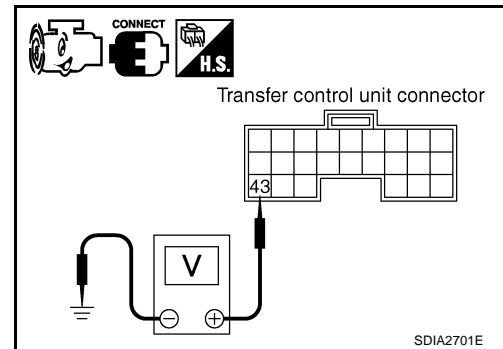 CONNECT
H.S.
Transfer control unit connector
43
V
− +
SDIA2701E